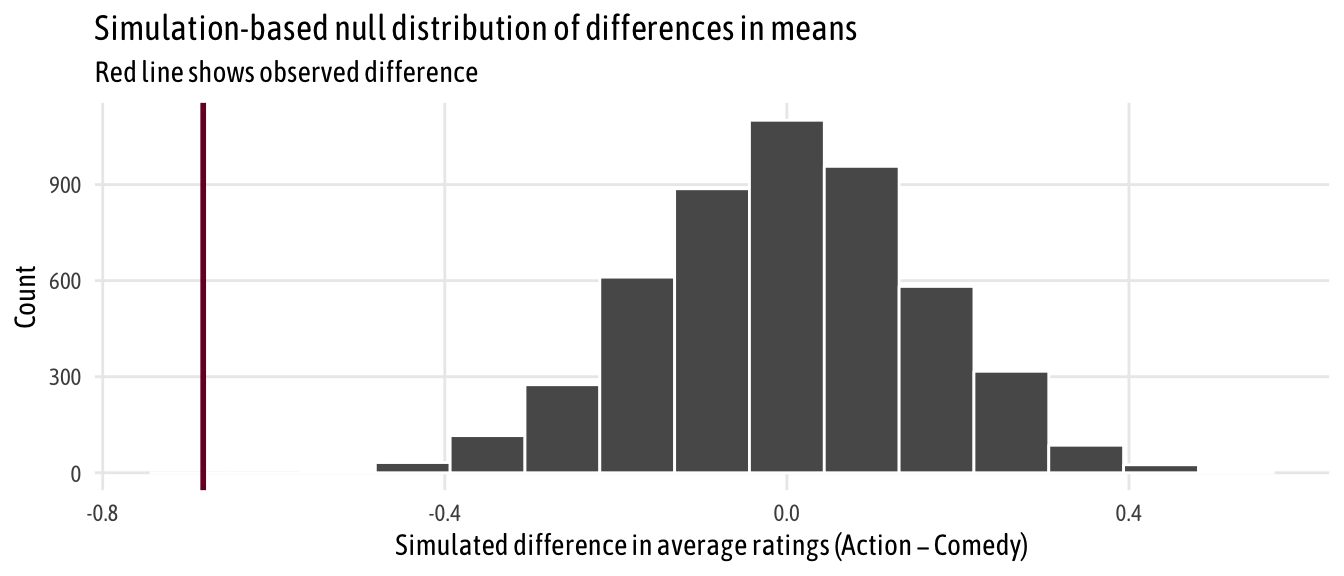 Simulation-based null distribution of differences in means
Red line shows observed difference
Count
900
600
300
0
-0.8 -0.4 0.0 0.4
Simulated difference in average ratings (Action – Comedy)